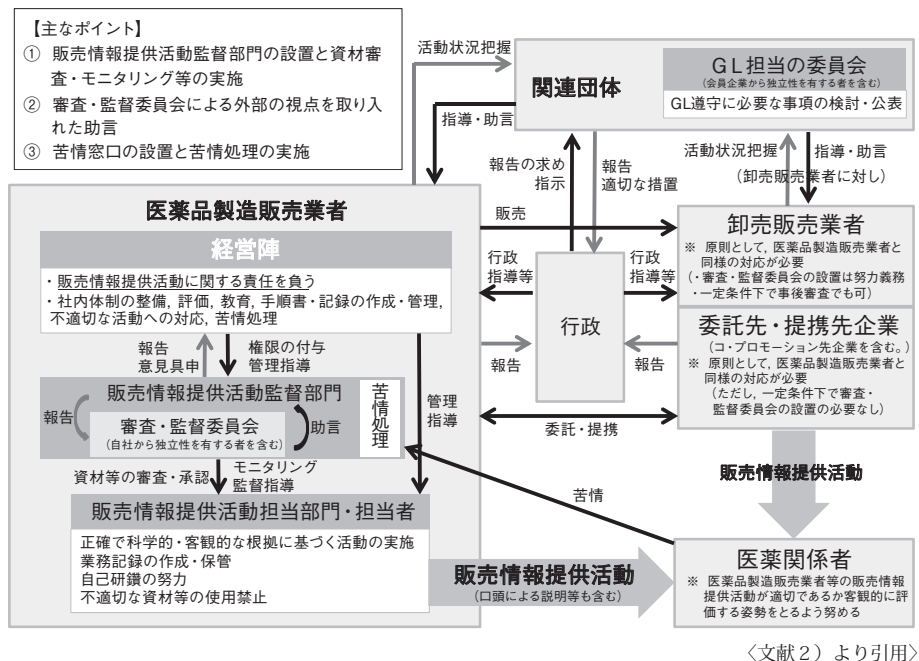 【主なポイント】
① 販売情報提供活動監督部門の設置と資材審
査・モニタリング等の実施
② 審査・監督委員会による外部の視点を取り入
れた助言
③ 苦情窓口の設置と苦情処理の実施
活動状況把握
関連団体
GL担当の委員会
(会員企業から独立性を有する者を含む)
GL遵守に必要な事項の検討・公表
指導・助言
報告の求め
指示
報告
適切な措置
活動状況把握
指導・助言
(卸売販売業者に対し)
医薬品製造販売業者
販売
経営陣
・販売情報提供活動に関する責任を負う
・社内体制の整備, 評価, 教育, 手順書・記録の作成・管理,
不適切な活動への対応, 苦情処理
行政
指導等
行政
行政
指導等
卸売販売業者
※ 原則として, 医薬品製造販売業者と
同様の対応が必要
(・審査・監督委員会の設置は努力義務
・一定条件下で事後審査でも可)
報告
報告
委託先・提携先企業
(コ・プロモーション先企業を含む。)
※ 原則として, 医薬品製造販売業者と
同様の対応が必要
(ただし, 一定条件下で審査・
監督委員会の設置の必要なし)
報告
意見具申
権限の付与
管理指導
販売情報提供活動監督部門
報告
審査・監督委員会
(自社から独立性を有する者を含む)
助言
苦情処理
管理
指導
委託・提携
資材等の審査・承認
モニタリング
監督指導
苦情
販売情報提供活動
販売情報提供活動担当部門・担当者
正確で科学的・客観的な根拠に基づく活動の実施
業務記録の作成・保管
自己研鑽の努力
不適切な資材等の使用禁止
販売情報提供活動
(口頭による説明等も含む)
医薬関係者
※ 医薬品製造販売業者等の販売情報
提供活動が適切であるか客観的に評
価する姿勢をとるよう努める
〈文献2）より引用〉